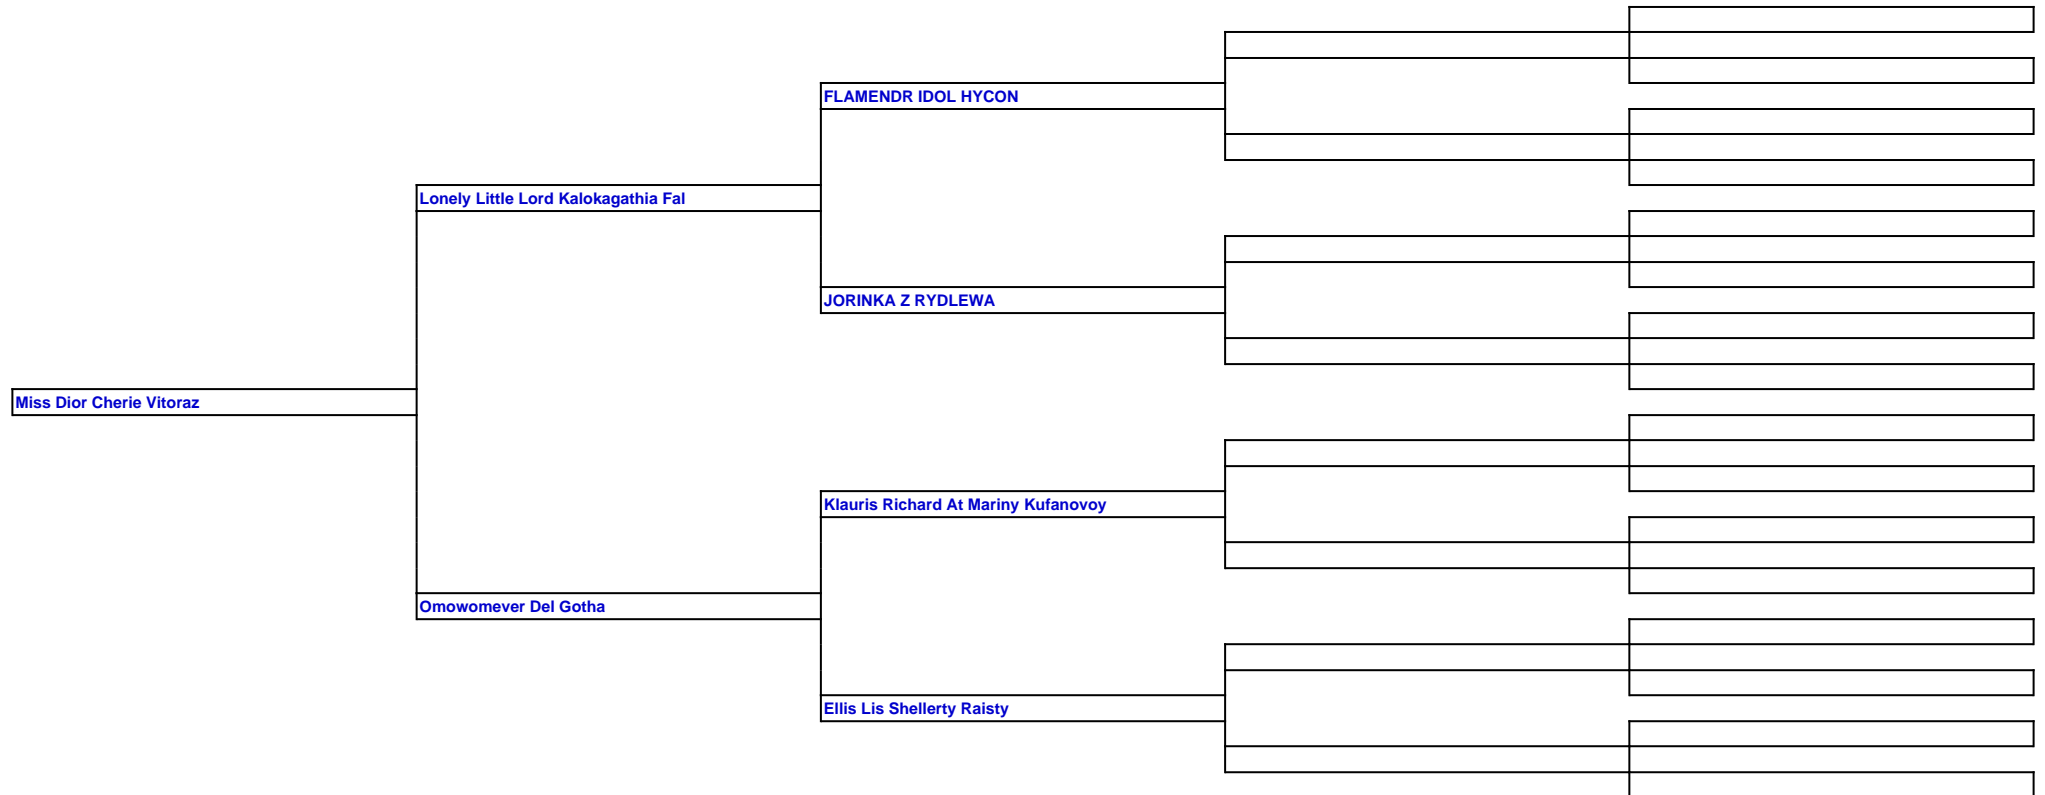 FLAMENDR IDOL HYCON
Lonely Little Lord Kalokagathia Fal
JORINKA Z RYDLEWA
Miss Dior Cherie Vitoraz
Klauris Richard At Mariny Kufanovoy
Omowomever Del Gotha
Ellis Lis Shellerty Raisty